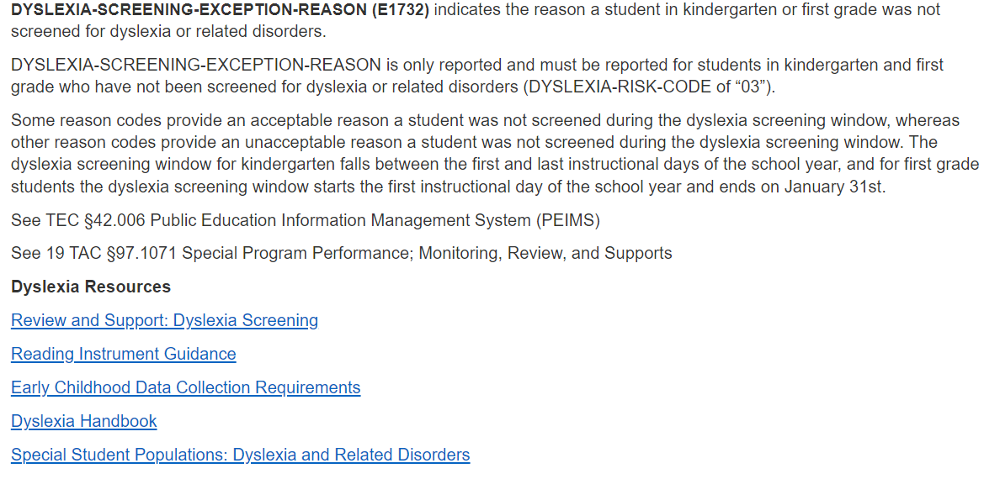 DYSLEXIA-SCREENING-EXCEPTION-REASON (E1732) indicates the reason a student in kindergarten or first grade was not
screened for dyslexia or related disorders.
DYSLEXIA-SCREENING-EXCEPTION-REASON is only reported and must be reported for students in kindergarten and first
grade who have not been screened for dyslexia or related disorders (DYSLEXIA-RISK-CODE of “03”).
Some reason codes provide an acceptable reason a student was not screened during the dyslexia screening window, whereas
other reason codes provide an unacceptable reason a student was not screened during the dyslexia screening window. The
dyslexia screening window for kindergarten falls between the first and last instructional days of the school year, and for first grade
students the dyslexia screening window starts the first instructional day of the school year and ends on January 31st.
See TEC §42.006 Public Education Information Management System (PEIMS)
See 19 TAC §97.1071 Special Program Performance; Monitoring, Review, and Supports
Dyslexia Resources
Review and Support: Dyslexia Screening
Reading Instrument Guidance
Early Childhood Data Collection Requirements
Dyslexia Handbook
Special Student Populations: Dyslexia and Related Disorders